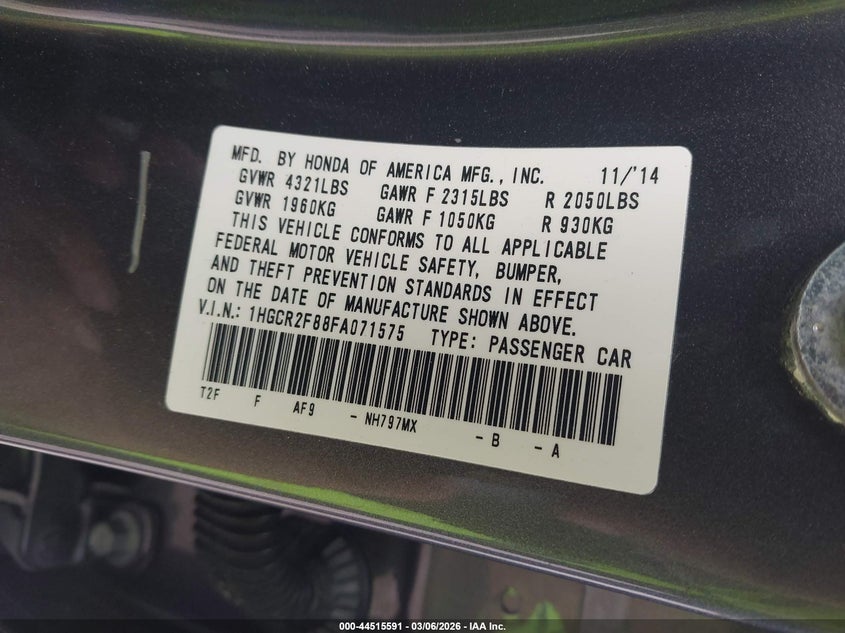 MFD. BY HONDA OF AMERICA MFG., INC. 11/'14
GVWR 4321LBS GAWR F 2315LBS R 2050LBS
GVWR 1960KG GAWR F 1050KG R 930KG
THIS VEHICLE CONFORMS TO ALL APPLICABLE
FEDERAL MOTOR VEHICLE SAFETY, BUMPER,
AND THEFT PREVENTION STANDARDS IN EFFECT
ON THE DATE OF MANUFACTURE SHOWN ABOVE.
V.I.N.: 1HGCR2F88FA071575 TYPE: PASSENGER CAR
T2F F AF9 - NH797MX - B - A
000-44515591 - 03/06/2026 - IAA Inc.